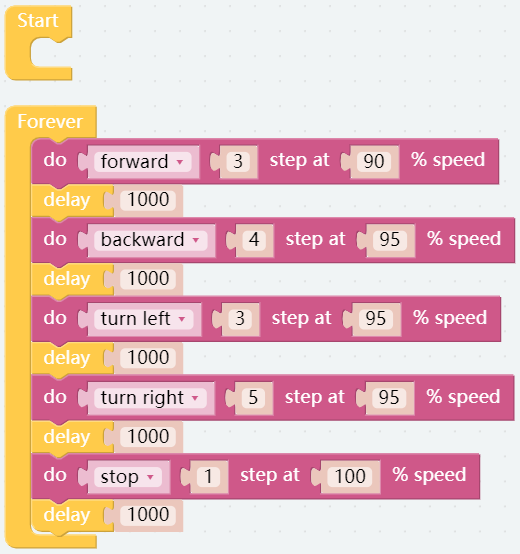 Start
Forever
do forward 3 step at 90 % speed
delay 1000
do backward 4 step at 95 % speed
delay 1000
do turn left 3 step at 95 % speed
delay 1000
do turn right 5 step at 95 % speed
delay 1000
do stop 1 step at 100 % speed
delay 1000